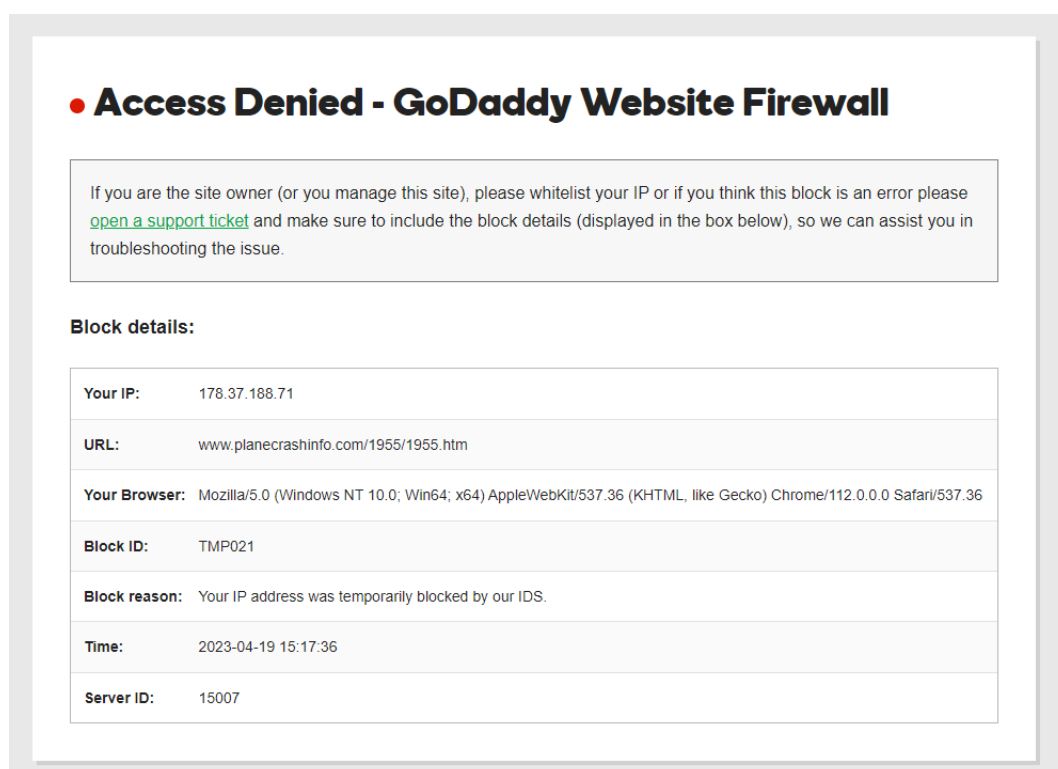 Access Denied - GoDaddy Website Firewall
If you are the site owner (or you manage this site), please whitelist your IP or if you think this block is an error please
open a support ticket and make sure to include the block details (displayed in the box below), so we can assist you in
troubleshooting the issue.
Block details:
Your IP: 178.37.188.71
URL: www.planecrashinfo.com/1955/1955.htm
Your Browser: Mozilla/5.0 (Windows NT 10.0; Win64; x64) AppleWebKit/537.36 (KHTML, like Gecko) Chrome/112.0.0.0 Safari/537.36
Block ID: TMP021
Block reason: Your IP address was temporarily blocked by our IDS.
Time: 2023-04-19 15:17:36
Server ID: 15007